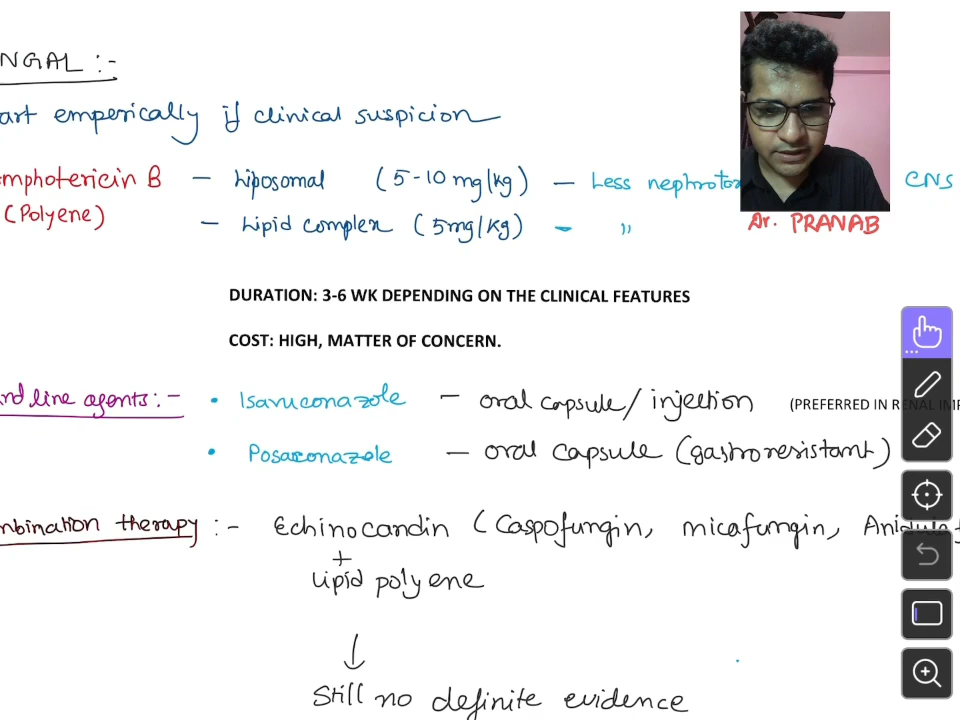 NGAL :-
art emperically if clinical suspicion
mphotericin B - Liposomal (5-10 mg/kg) - Less nephrotox CNS
(Polyene) - Lipid complex (5mg/kg) - "
Dr. PRANAB
DURATION: 3-6 WK DEPENDING ON THE CLINICAL FEATURES
COST: HIGH, MATTER OF CONCERN.
nd line agents:- • Isavuconazole - oral capsule/injection (PREFERRED IN RENAL IMP
• Posaconazole - oral capsule (gastroresistant)
mbination therapy :- Echinocandin (Caspofungin, micafungin, Anidulaf
+
Lipid polyene
↓
Still no definite evidence